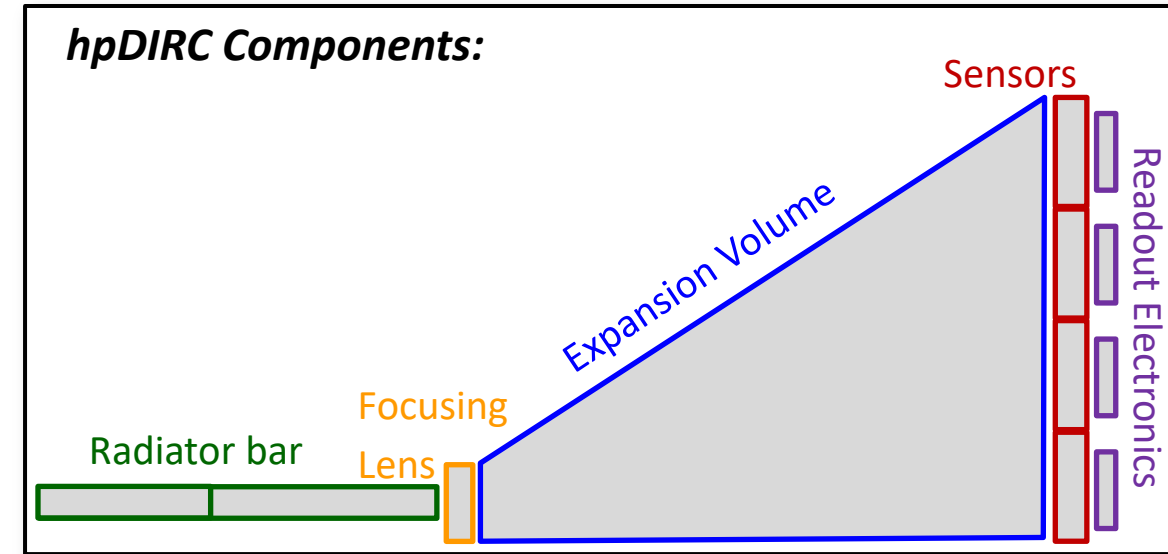 hpDIRC Components:
Sensors
Readout Electronics
Expansion Volume
Focusing
Lens
Radiator bar